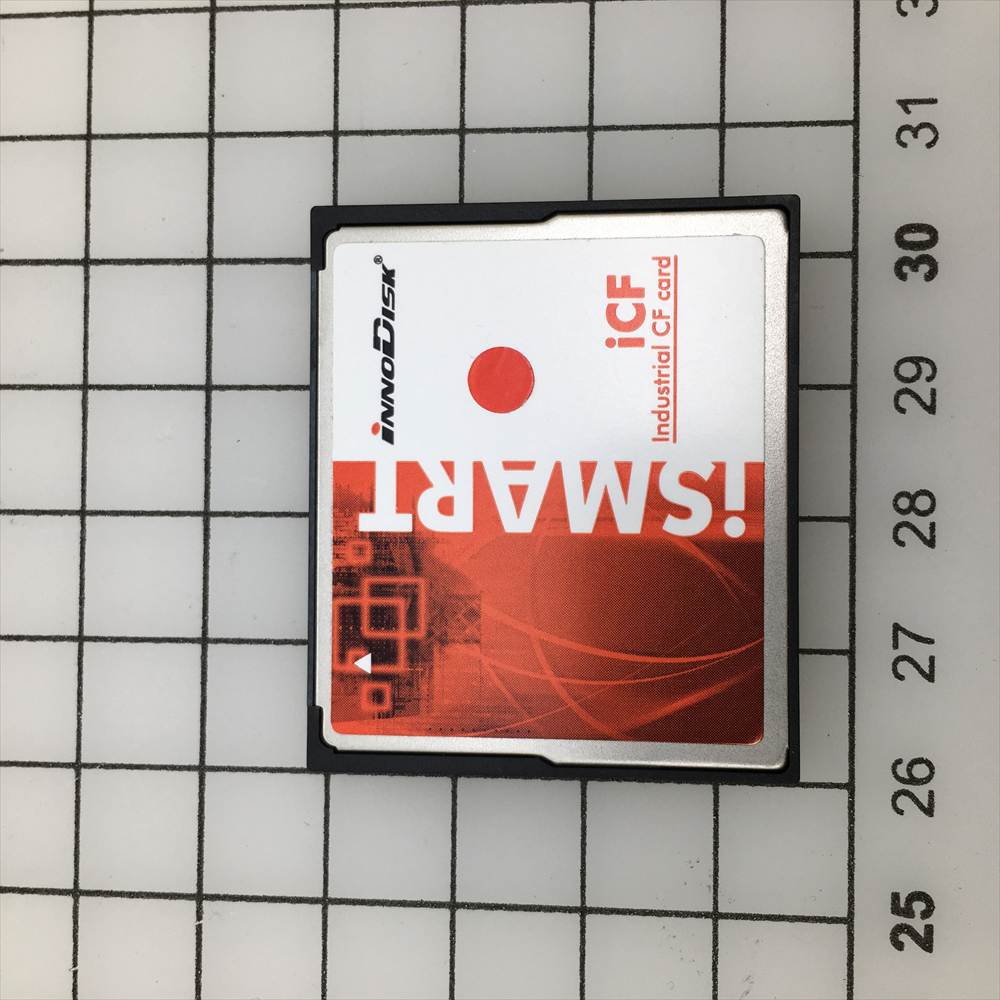 INNODISK®
iCF
Industrial CF card
iSMART
31
30
29
28
27
26
25